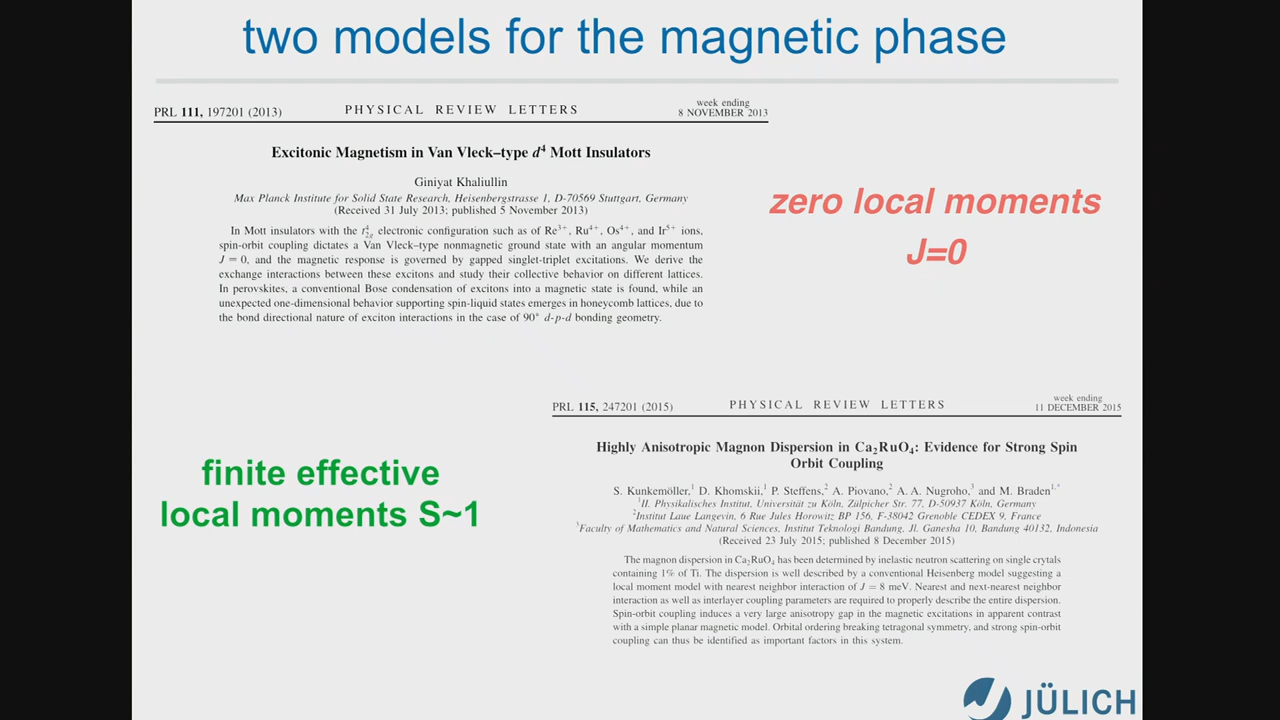 two models for the magnetic phase
PRL 111, 197201 (2013)
PHYSICAL REVIEW LETTERS
week ending
8 NOVEMBER 2013
Excitonic Magnetism in Van Vleck–type d⁴ Mott Insulators
Giniyat Khaliullin
Max Planck Institute for Solid State Research, Heisenbergstrasse 1, D-70569 Stuttgart, Germany
(Received 31 July 2013; published 5 November 2013)
In Mott insulators with the t⁴₂g electronic configuration such as of Re³⁺, Ru⁴⁺, Os⁴⁺, and Ir⁵⁺ ions,
spin-orbit coupling dictates a Van Vleck–type nonmagnetic ground state with an angular momentum
J = 0, and the magnetic response is governed by gapped singlet-triplet excitations. We derive the
exchange interactions between these excitons and study their collective behavior on different lattices.
In perovskites, a conventional Bose condensation of excitons into a magnetic state is found, while an
unexpected one-dimensional behavior supporting spin-liquid states emerges in honeycomb lattices, due to
the bond directional nature of exciton interactions in the case of 90° d-p-d bonding geometry.
zero local moments
J=0
finite effective
local moments S~1
PRL 115, 247201 (2015)
PHYSICAL REVIEW LETTERS
week ending
11 DECEMBER 2015
Highly Anisotropic Magnon Dispersion in Ca₂RuO₄: Evidence for Strong Spin
Orbit Coupling
S. Kunkemöller,¹ D. Khomskii,¹ P. Steffens,² A. Piovano,² A. A. Nugroho,³ and M. Braden¹,*
¹II. Physikalisches Institut, Universität zu Köln, Zülpicher Str. 77, D-50937 Köln, Germany
²Institut Laue Langevin, 6 Rue Jules Horowitz BP 156, F-38042 Grenoble CEDEX 9, France
³Faculty of Mathematics and Natural Sciences, Institut Teknologi Bandung, Jl. Ganesha 10, Bandung 40132, Indonesia
(Received 23 July 2015; published 8 December 2015)
The magnon dispersion in Ca₂RuO₄ has been determined by inelastic neutron scattering on single crytals
containing 1% of Ti. The dispersion is well described by a conventional Heisenberg model suggesting a
local moment model with nearest neighbor interaction of J = 8 meV. Nearest and next-nearest neighbor
interaction as well as interlayer coupling parameters are required to properly describe the entire dispersion.
Spin-orbit coupling induces a very large anisotropy gap in the magnetic excitations in apparent contrast
with a simple planar magnetic model. Orbital ordering breaking tetragonal symmetry, and strong spin-orbit
coupling can thus be identified as important factors in this system.
JÜLICH